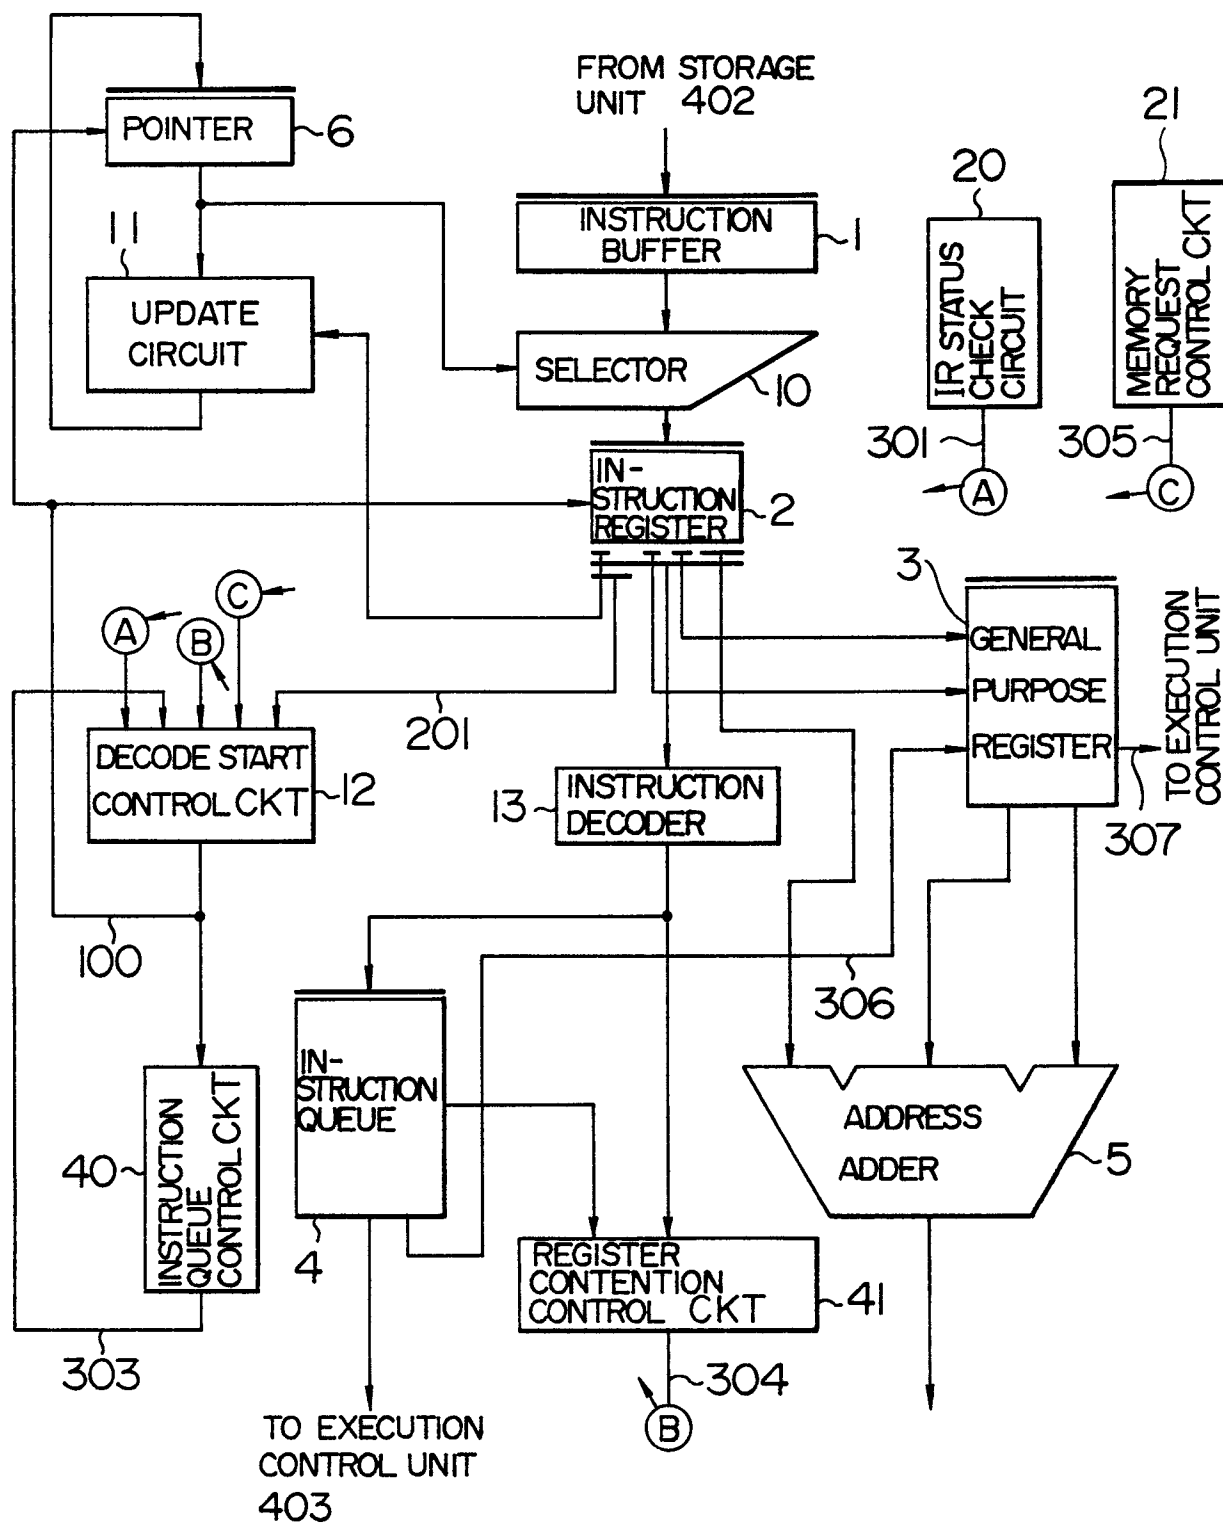 FROM STORAGE
UNIT 402
POINTER
6
21
20
11
INSTRUCTION
BUFFER
1
IR STATUS
CHECK
CIRCUIT
MEMORY
REQUEST
CONTROL CKT
UPDATE
CIRCUIT
SELECTOR
10
301
305
A
C
IN-
STRUCTION
REGISTER
2
3
A
B
C
GENERAL
PURPOSE
REGISTER
TO EXECUTION
CONTROL UNIT
201
307
DECODE START
CONTROL CKT
12
13
INSTRUCTION
DECODER
100
306
IN-
STRUCTION
QUEUE
4
40
INSTRUCTION
QUEUE
CONTROL CKT
ADDRESS
ADDER
5
REGISTER
CONTENTION
CONTROL CKT
41
303
304
B
TO EXECUTION
CONTROL UNIT
403